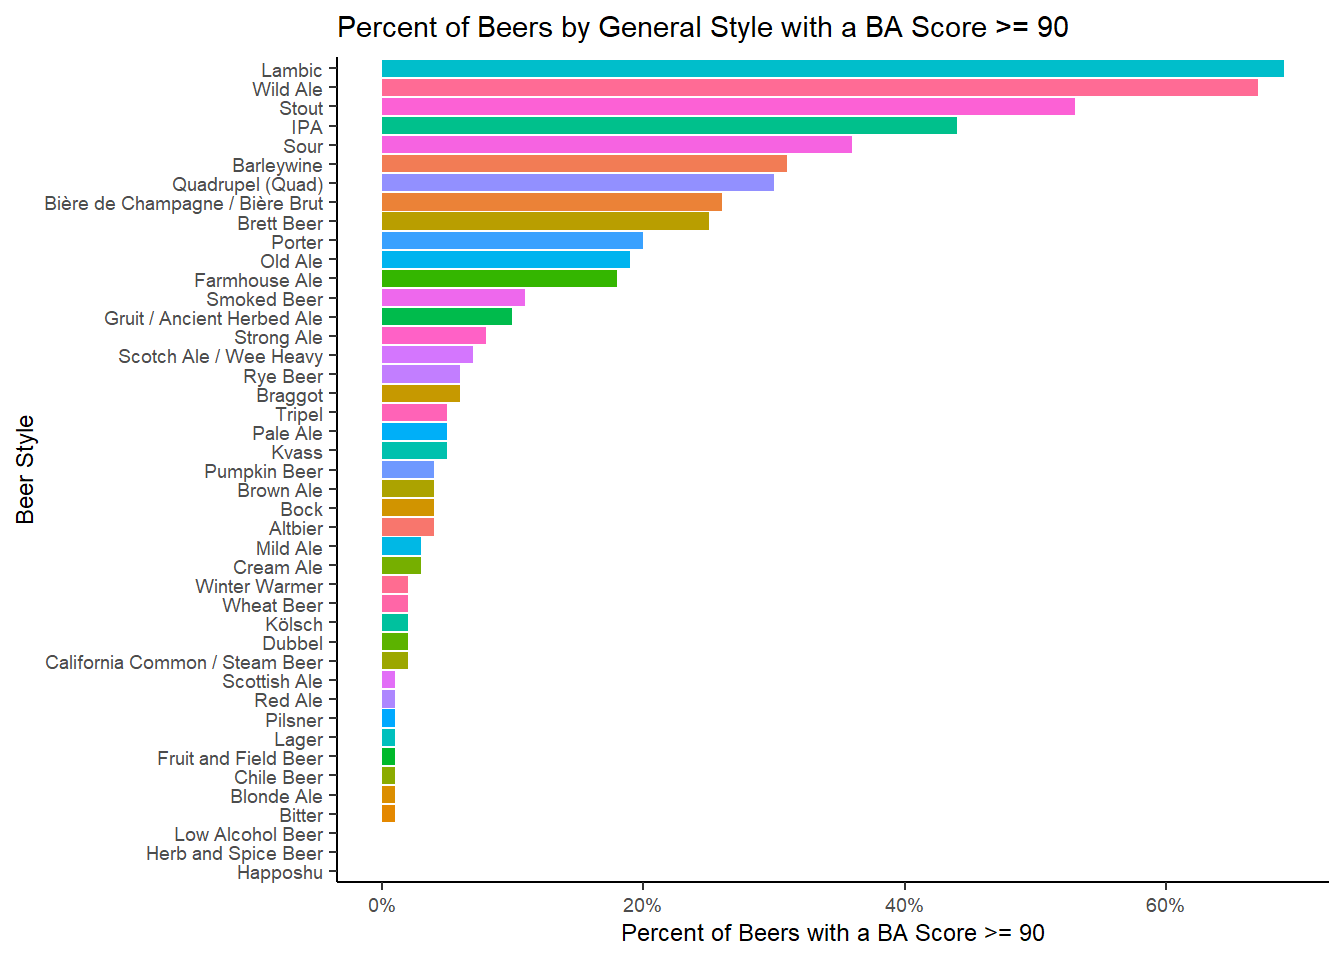 Percent of Beers by General Style with a BA Score >= 90
Beer Style
Lambic
Wild Ale
Stout
IPA
Sour
Barleywine
Quadrupel (Quad)
Bière de Champagne / Bière Brut
Brett Beer
Porter
Old Ale
Farmhouse Ale
Smoked Beer
Gruit / Ancient Herbed Ale
Strong Ale
Scotch Ale / Wee Heavy
Rye Beer
Braggot
Tripel
Pale Ale
Kvass
Pumpkin Beer
Brown Ale
Bock
Altbier
Mild Ale
Cream Ale
Winter Warmer
Wheat Beer
Kölsch
Dubbel
California Common / Steam Beer
Scottish Ale
Red Ale
Pilsner
Lager
Fruit and Field Beer
Chile Beer
Blonde Ale
Bitter
Low Alcohol Beer
Herb and Spice Beer
Happoshu
0% 20% 40% 60%
Percent of Beers with a BA Score >= 90